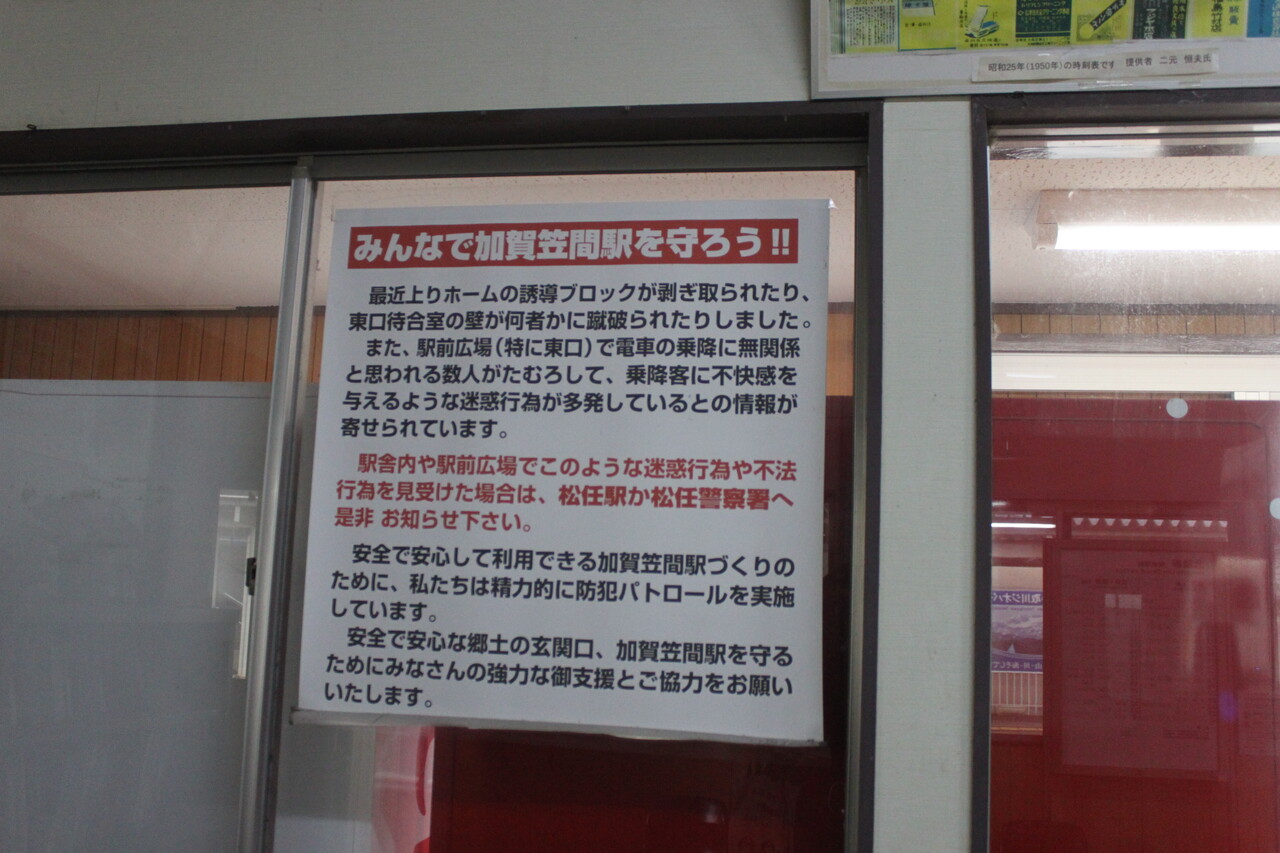 昭和25年(1950年)の時刻表です 提供者 二元 恒夫氏
みんなで加賀笠間駅を守ろう!!
最近上りホームの誘導ブロックが剥ぎ取られたり、
東口待合室の壁が何者かに蹴破られたりしました。
また、駅前広場(特に東口)で電車の乗降に無関係
と思われる数人がたむろして、乗降客に不快感を
与えるような迷惑行為が多発しているとの情報が
寄せられています。
駅舎内や駅前広場でこのような迷惑行為や不法
行為を見受けた場合は、松任駅か松任警察署へ
是非 お知らせ下さい。
安全で安心して利用できる加賀笠間駅づくりの
ために、私たちは精力的に防犯パトロールを実施
しています。
安全で安心な郷土の玄関口、加賀笠間駅を守る
ためにみなさんの強力な御支援とご協力をお願い
いたします。